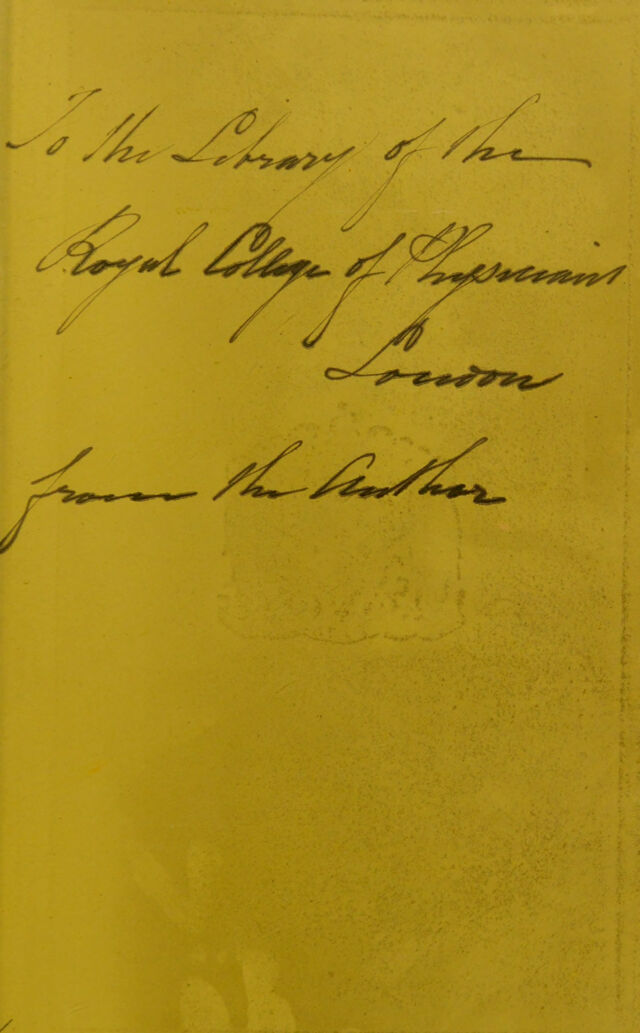 To the Library of the
Royal College of Physicians
London
from the Author